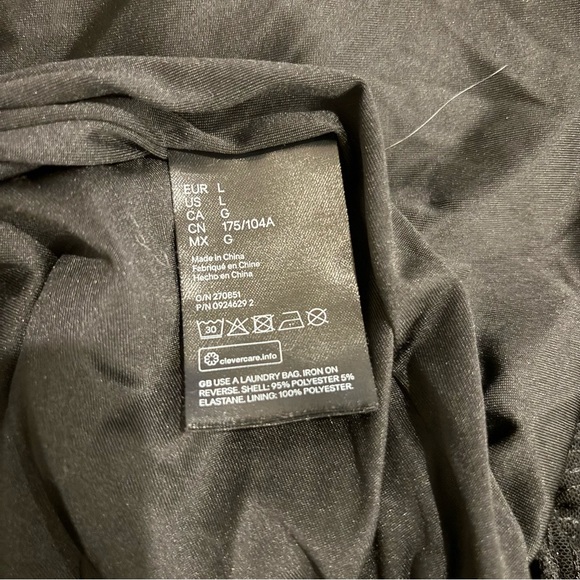 EUR L
US L
CA G
CN 175/104A
MX G
Made in China
Fabriqué en Chine
Hecho en China
O/N 270851
P/N 0924629 2
30
clevercare.info
GB USE A LAUNDRY BAG. IRON ON
REVERSE. SHELL: 95% POLYESTER 5%
ELASTANE. LINING: 100% POLYESTER.